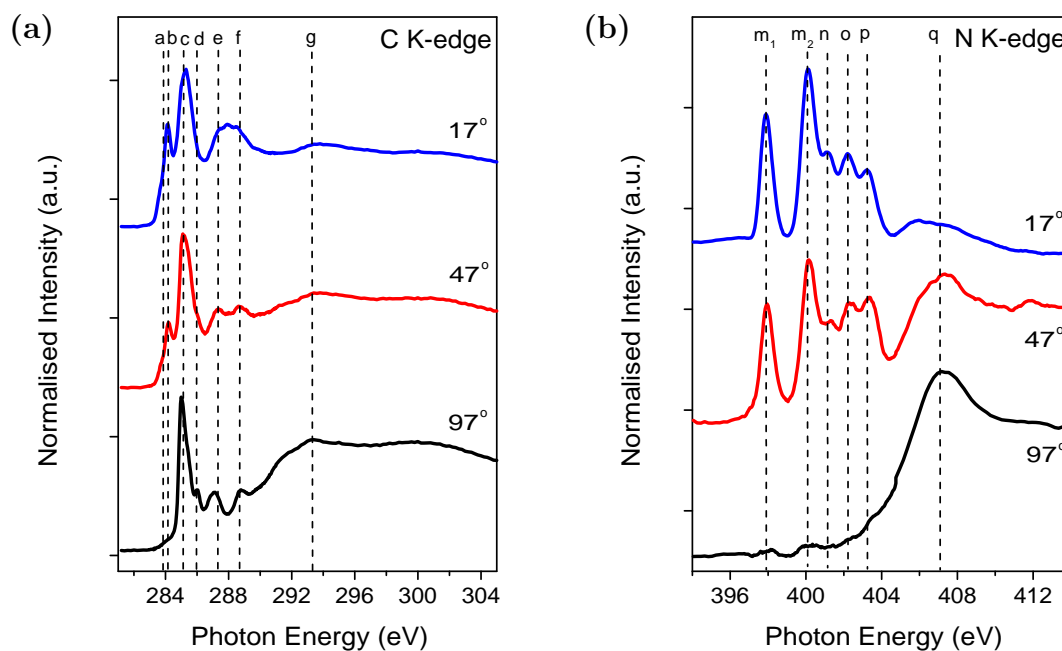 (a)
a b c d e f g
C K-edge
17°
47°
97°
Normalised Intensity (a.u.)
284 288 292 296 300 304
Photon Energy (eV)
(b)
m₁ m₂ n o p q
N K-edge
17°
47°
97°
Normalised Intensity (a.u.)
396 400 404 408 412
Photon Energy (eV)